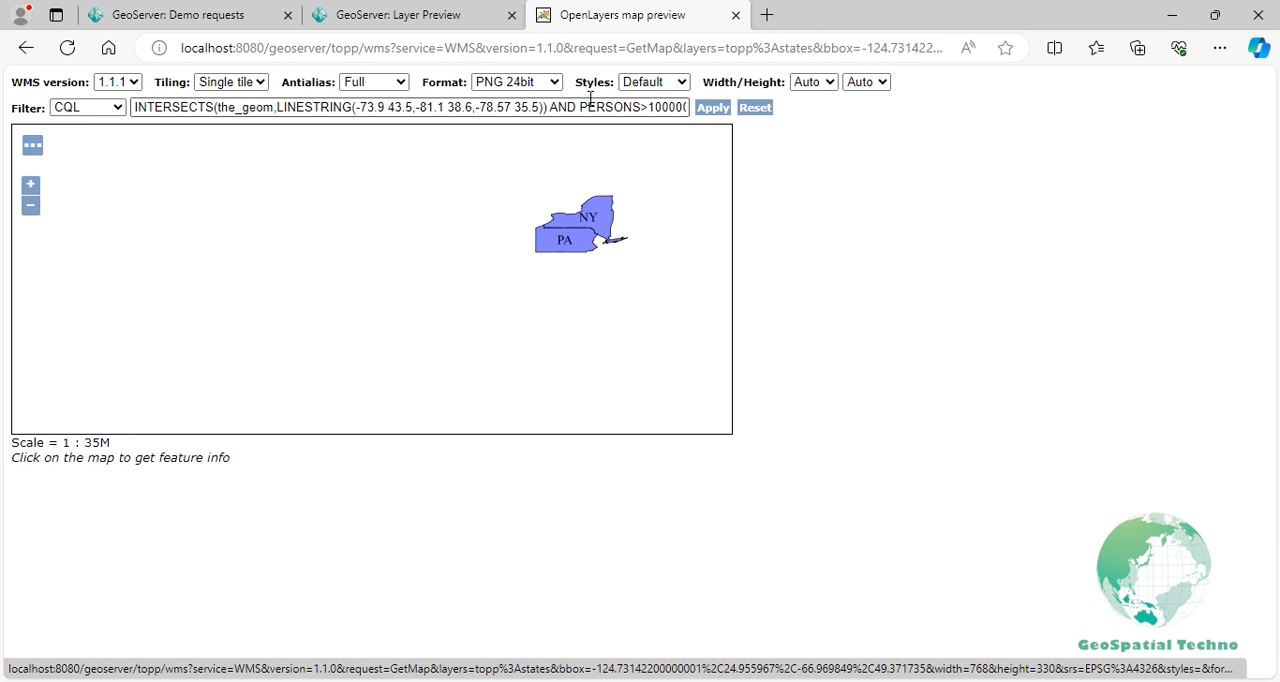 GeoServer: Demo requests
GeoServer: Layer Preview
OpenLayers map preview
localhost:8080/geoserver/topp/wms?service=WMS&version=1.1.0&request=GetMap&layers=topp%3Astates&bbox=-124.731422...
WMS version: 1.1.1 Tiling: Single tile Antialias: Full Format: PNG 24bit Styles: Default Width/Height: Auto Auto
Filter: CQL INTERSECTS(the_geom,LINESTRING(-73.9 43.5,-81.1 38.6,-78.57 35.5)) AND PERSONS>100000 Apply Reset
+
−
NY
PA
Scale = 1 : 35M
Click on the map to get feature info
GeoSpatial Techno
localhost:8080/geoserver/topp/wms?service=WMS&version=1.1.0&request=GetMap&layers=topp%3Astates&bbox=-124.73142200000001%2C24.955967%2C-66.969849%2C49.371735&width=768&height=330&srs=EPSG%3A4326&styles=&for...